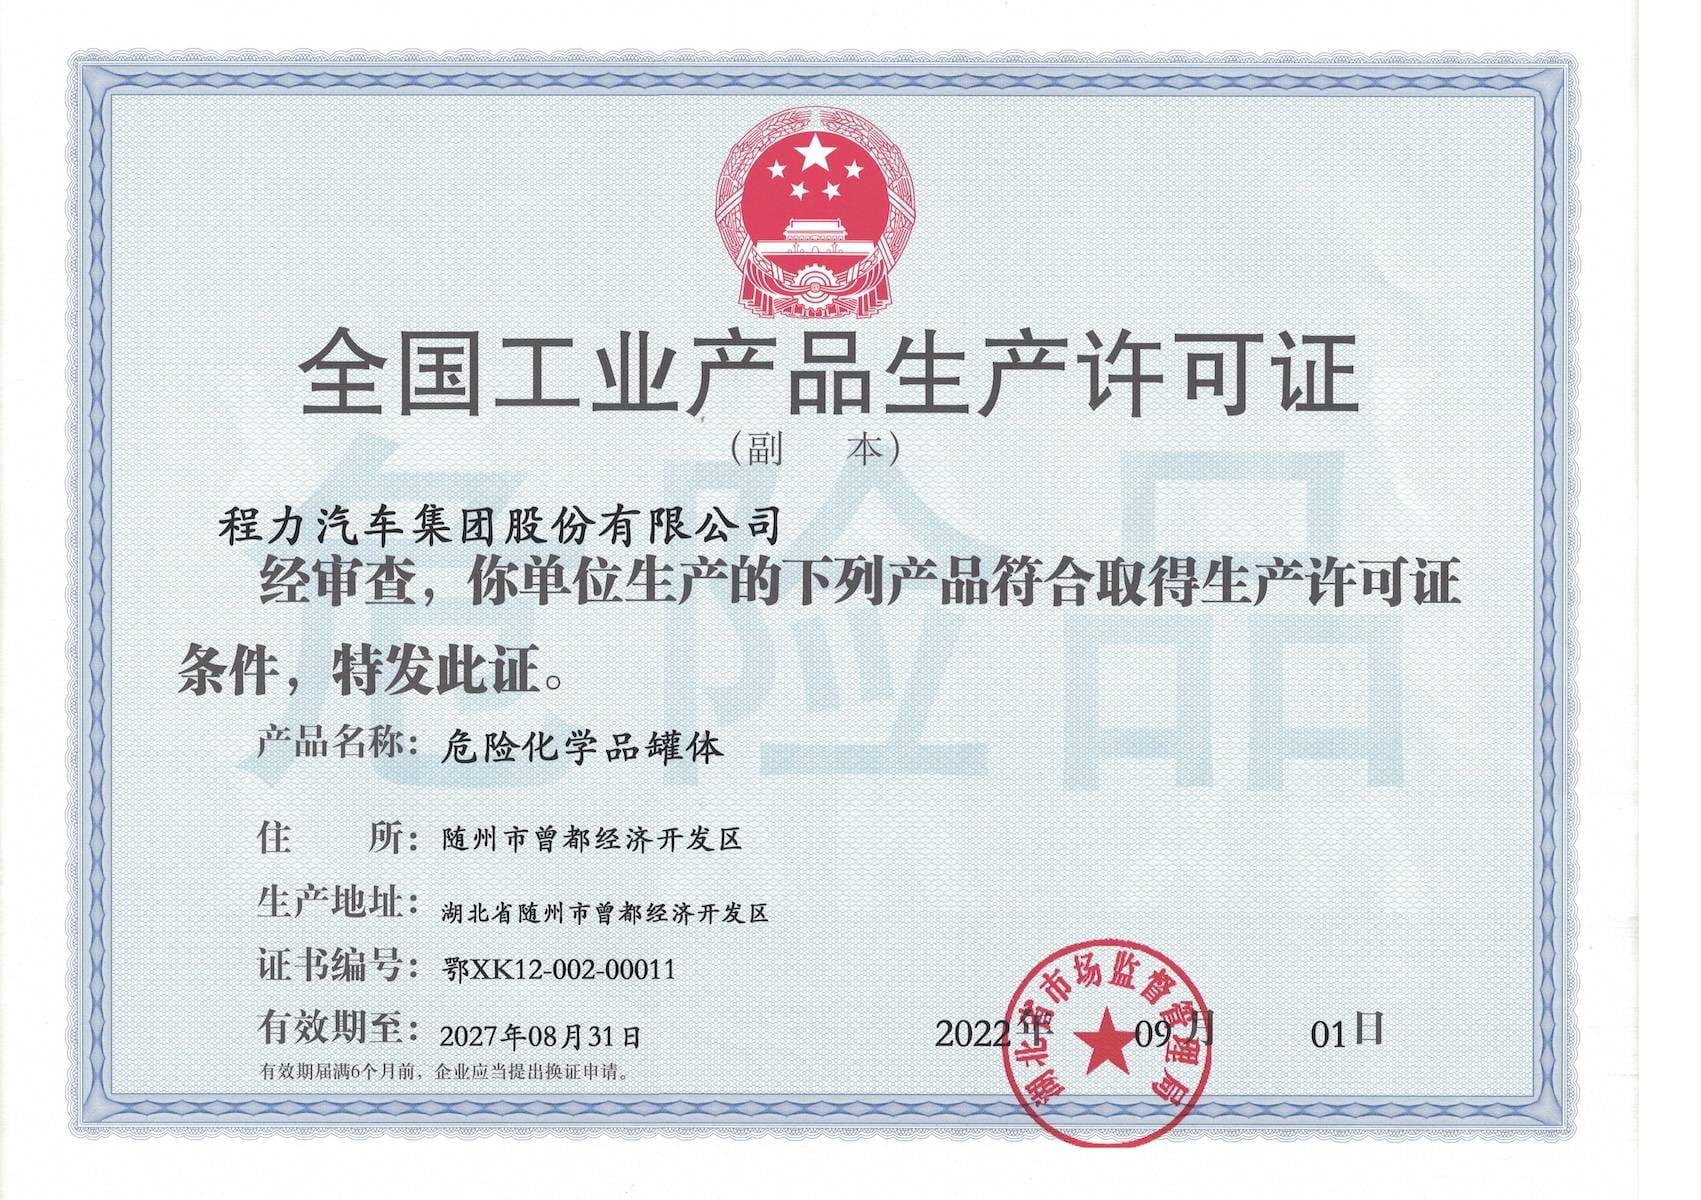 全国工业产品生产许可证
（副 本）
危险品
程力汽车集团股份有限公司
经审查，你单位生产的下列产品符合取得生产许可证
条件，特发此证。
产品名称：危险化学品罐体
住 所：随州市曾都经济开发区
生产地址：湖北省随州市曾都经济开发区
证书编号：鄂XK12-002-00011
有效期至：2027年08月31日
2022年09月01日
湖北省市场监督管理局
有效期届满6个月前，企业应当提出换证申请。